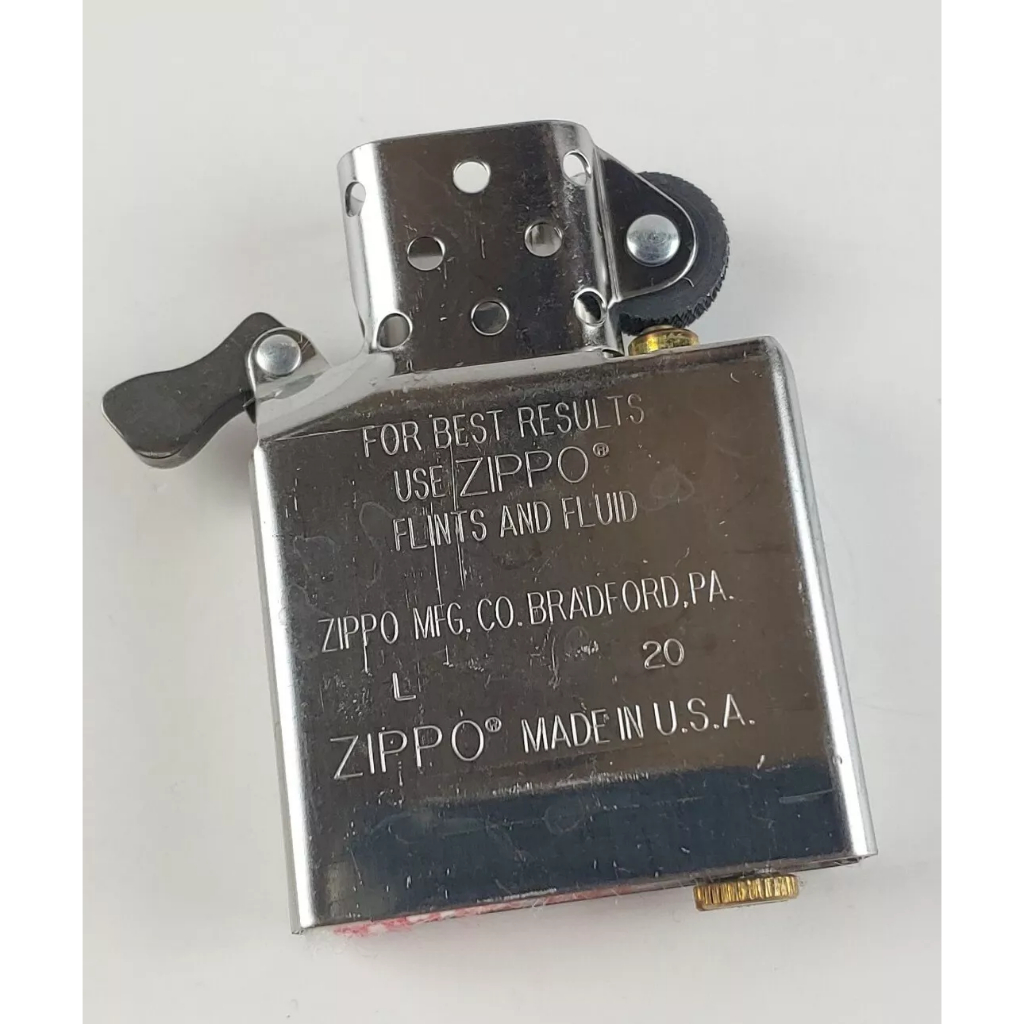 FOR BEST RESULTS
USE ZIPPO®
FLINTS AND FLUID
ZIPPO MFG. CO. BRADFORD, PA.
L 20
ZIPPO® MADE IN U.S.A.